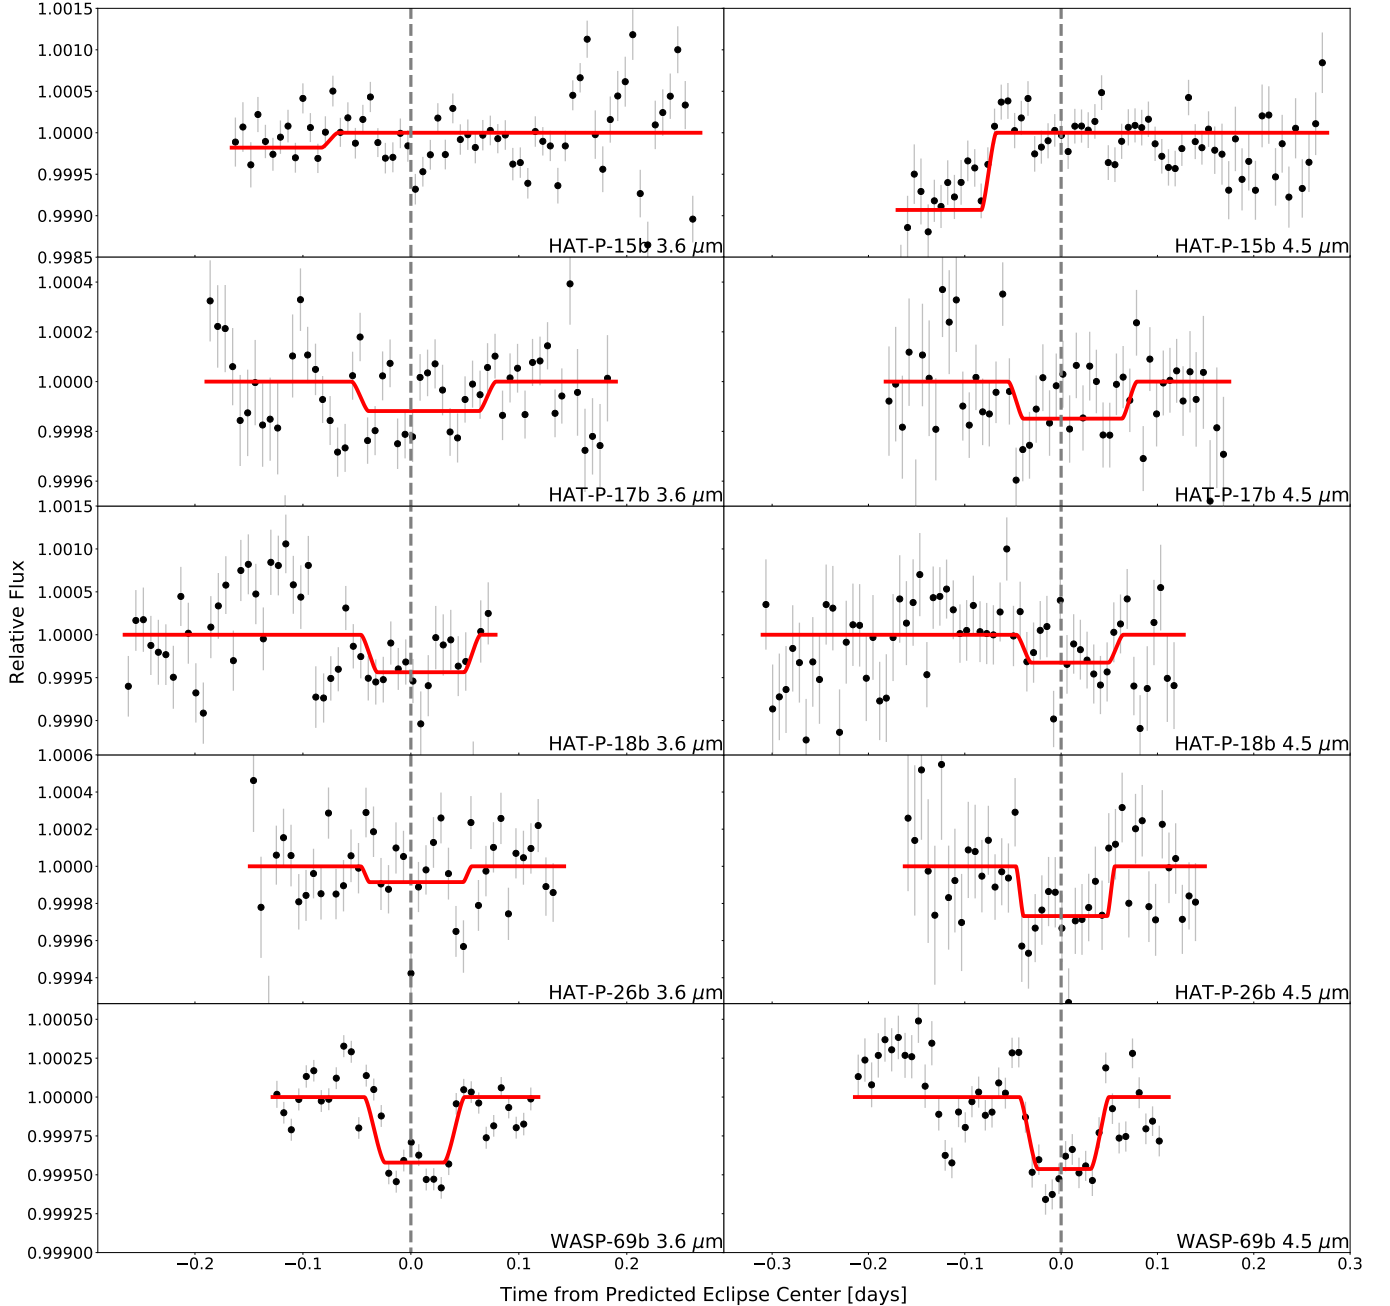 1.0015
1.0010
1.0005
1.0000
0.9995
0.9990
0.9985
HAT-P-15b 3.6 μm
HAT-P-15b 4.5 μm
1.0004
1.0002
1.0000
0.9998
0.9996
HAT-P-17b 3.6 μm
HAT-P-17b 4.5 μm
1.0015
1.0010
1.0005
1.0000
0.9995
0.9990
HAT-P-18b 3.6 μm
HAT-P-18b 4.5 μm
Relative Flux
1.0006
1.0004
1.0002
1.0000
0.9998
0.9996
0.9994
HAT-P-26b 3.6 μm
HAT-P-26b 4.5 μm
1.00050
1.00025
1.00000
0.99975
0.99950
0.99925
0.99900
WASP-69b 3.6 μm
WASP-69b 4.5 μm
−0.2 −0.1 0.0 0.1 0.2
−0.3 −0.2 −0.1 0.0 0.1 0.2 0.3
Time from Predicted Eclipse Center [days]